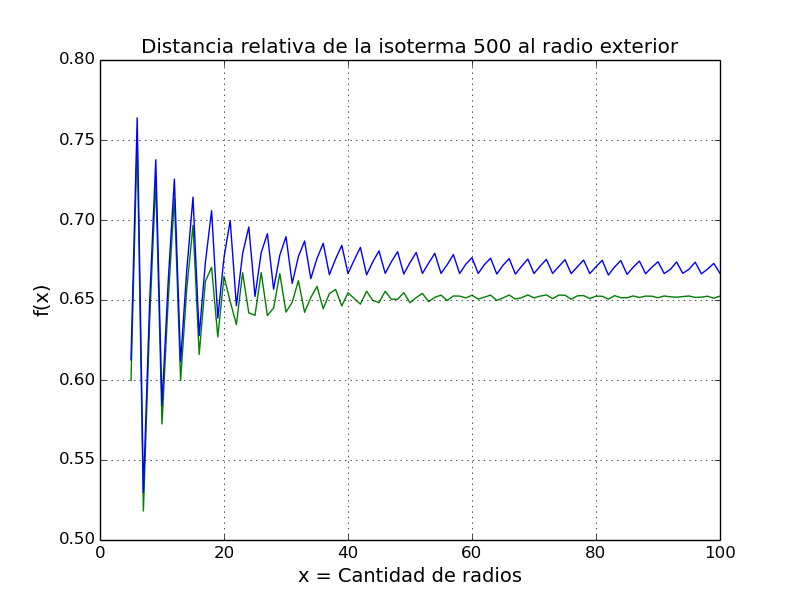 Distancia relativa de la isoterma 500 al radio exterior
0.80
0.75
0.70
0.65
0.60
0.55
0.50
f(x)
0 20 40 60 80 100
x = Cantidad de radios